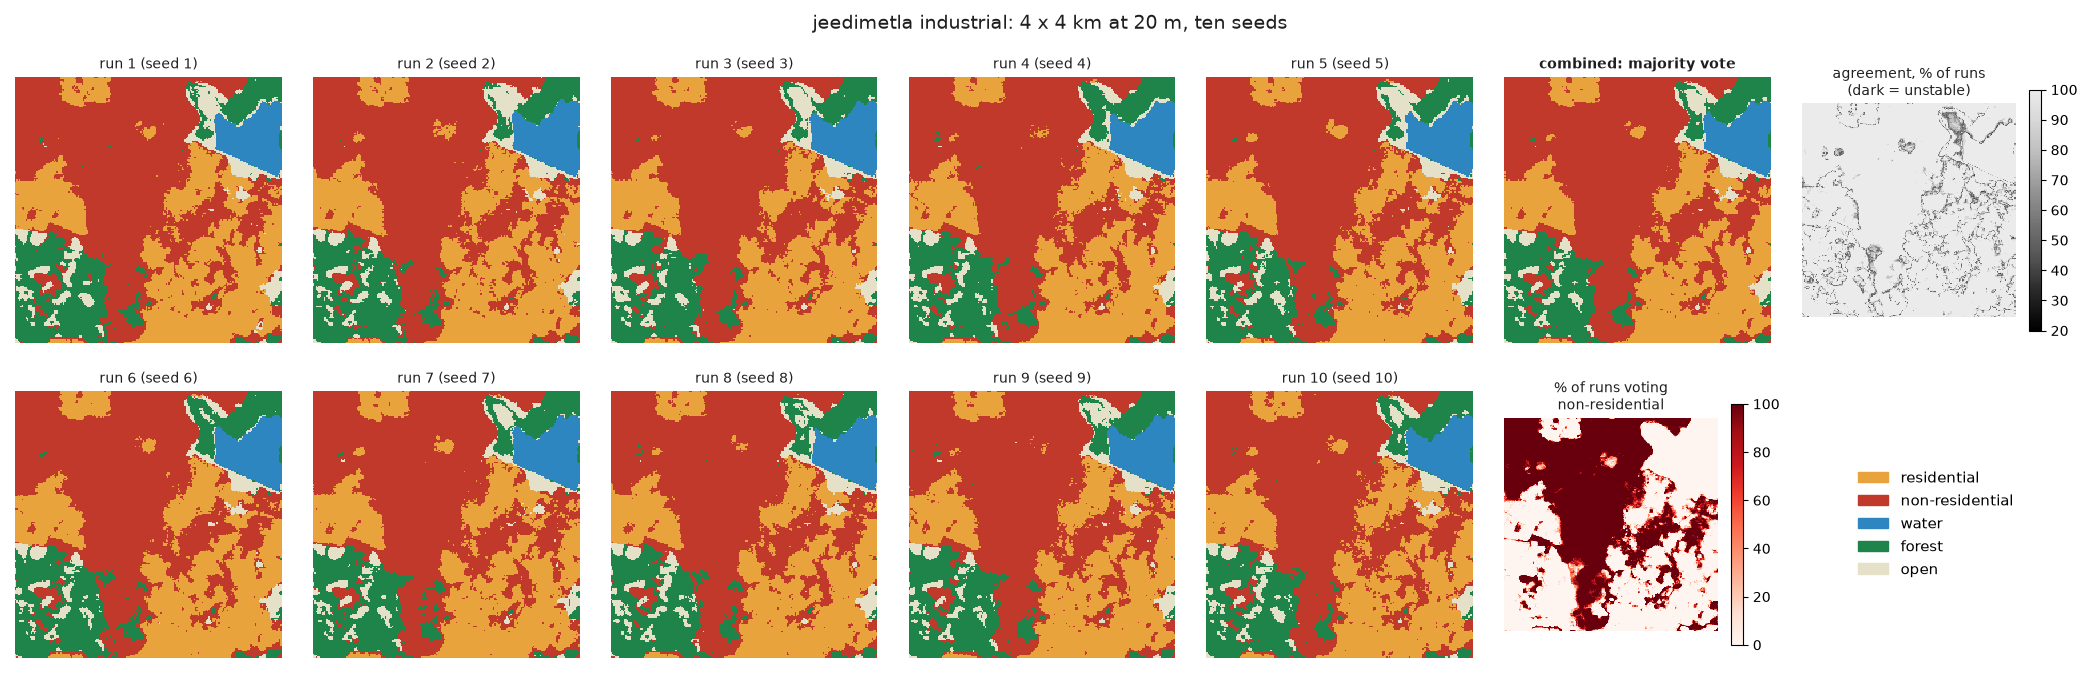 jeedimetla industrial: 4 x 4 km at 20 m, ten seeds
run 1 (seed 1)
run 2 (seed 2)
run 3 (seed 3)
run 4 (seed 4)
run 5 (seed 5)
combined: majority vote
agreement, % of runs
(dark = unstable)
100
90
80
70
60
50
40
30
20
run 6 (seed 6)
run 7 (seed 7)
run 8 (seed 8)
run 9 (seed 9)
run 10 (seed 10)
% of runs voting
non-residential
100
80
60
40
20
0
residential
non-residential
water
forest
open